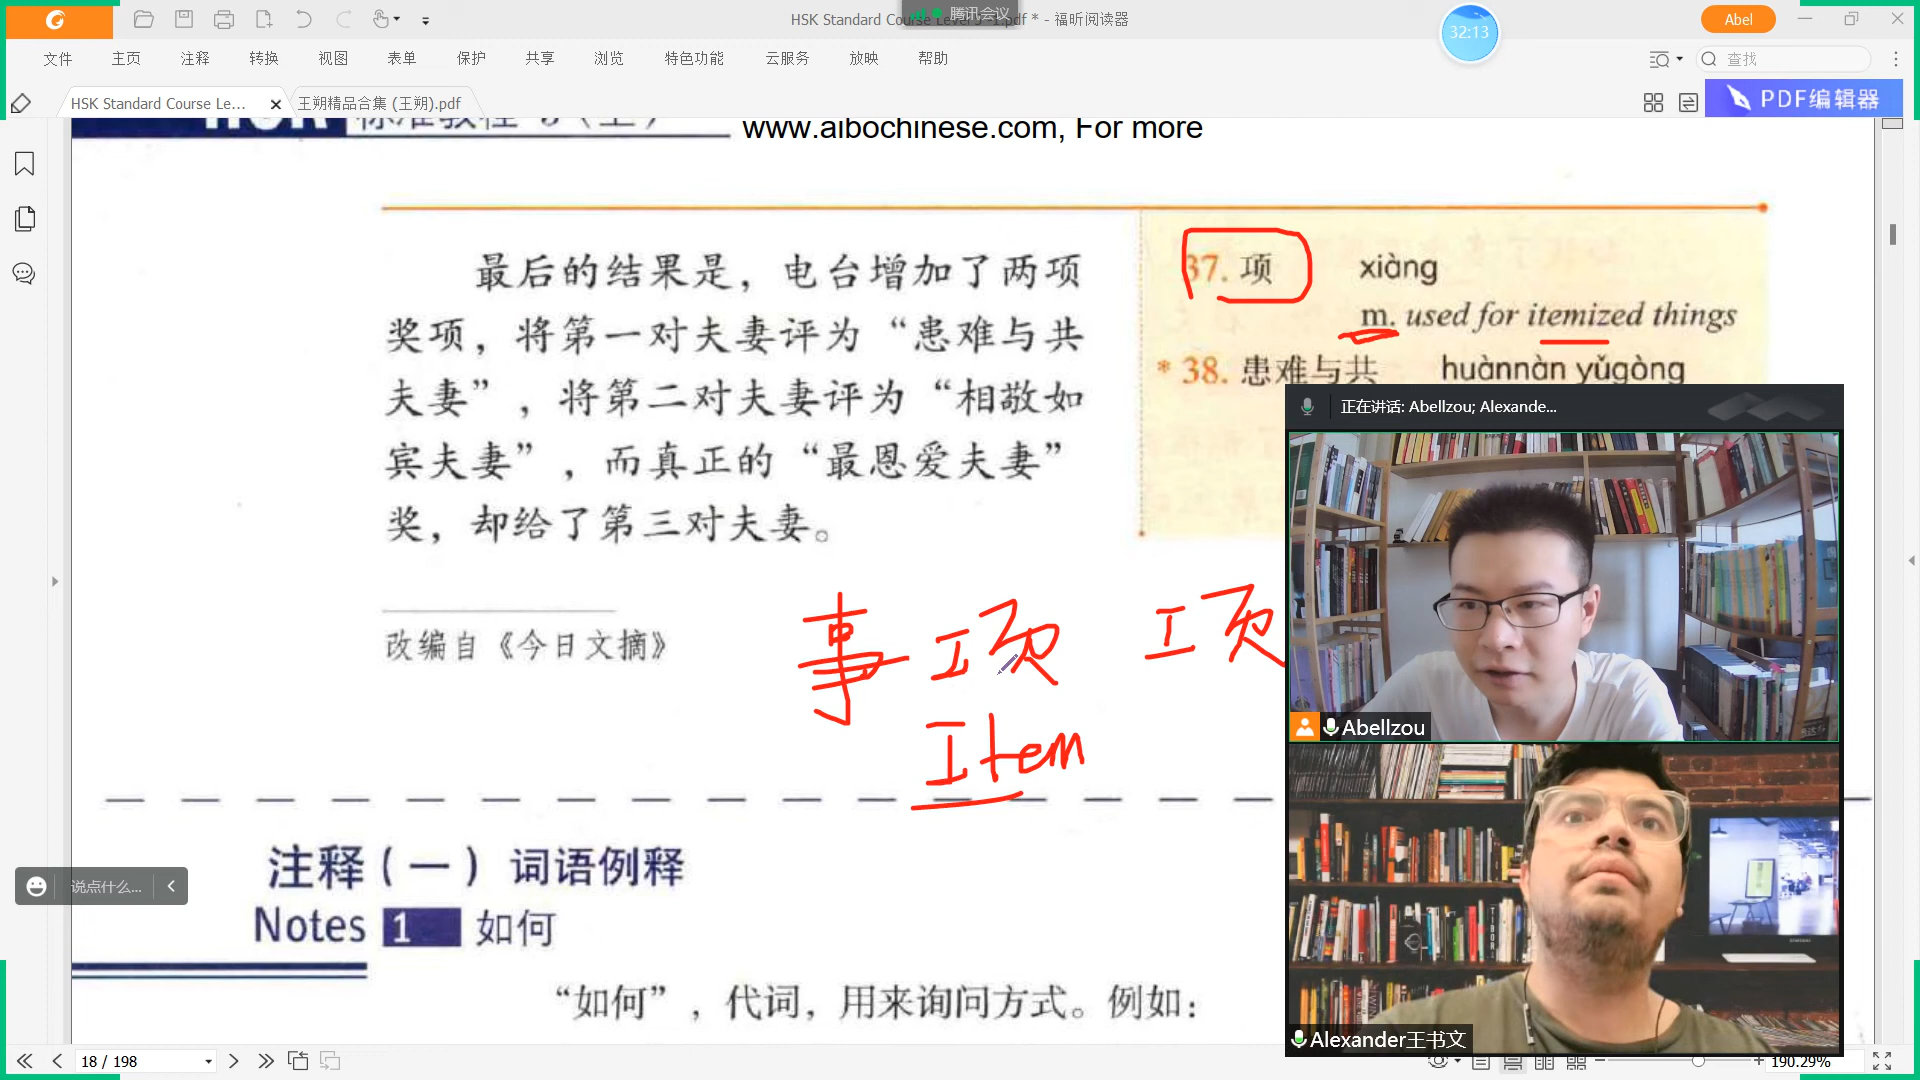 HSK Standard Course Level 5-1.pdf * - 福昕阅读器
腾讯会议
32:13
Abel
文件 主页 注释 转换 视图 表单 保护 共享 浏览 特色功能 云服务 放映 帮助
查找
HSK Standard Course Le...
王朔精品合集 (王朔).pdf
PDF编辑器
HSK 标准教程 5（上）
www.aibochinese.com, For more
最后的结果是，电台增加了两项
奖项，将第一对夫妻评为“患难与共
夫妻”，将第二对夫妻评为“相敬如
宾夫妻”，而真正的“最恩爱夫妻”
奖，却给了第三对夫妻。
改编自《今日文摘》
37. 项 xiàng
m. used for itemized things
* 38. 患难与共 huànnàn yǔgòng
事项 项
Item
正在讲话: Abellzou; Alexande...
Abellzou
Alexander王书文
说点什么...
注释（一）词语例释
Notes 1 如何
“如何”，代词，用来询问方式。例如：
18 / 198
190.29%